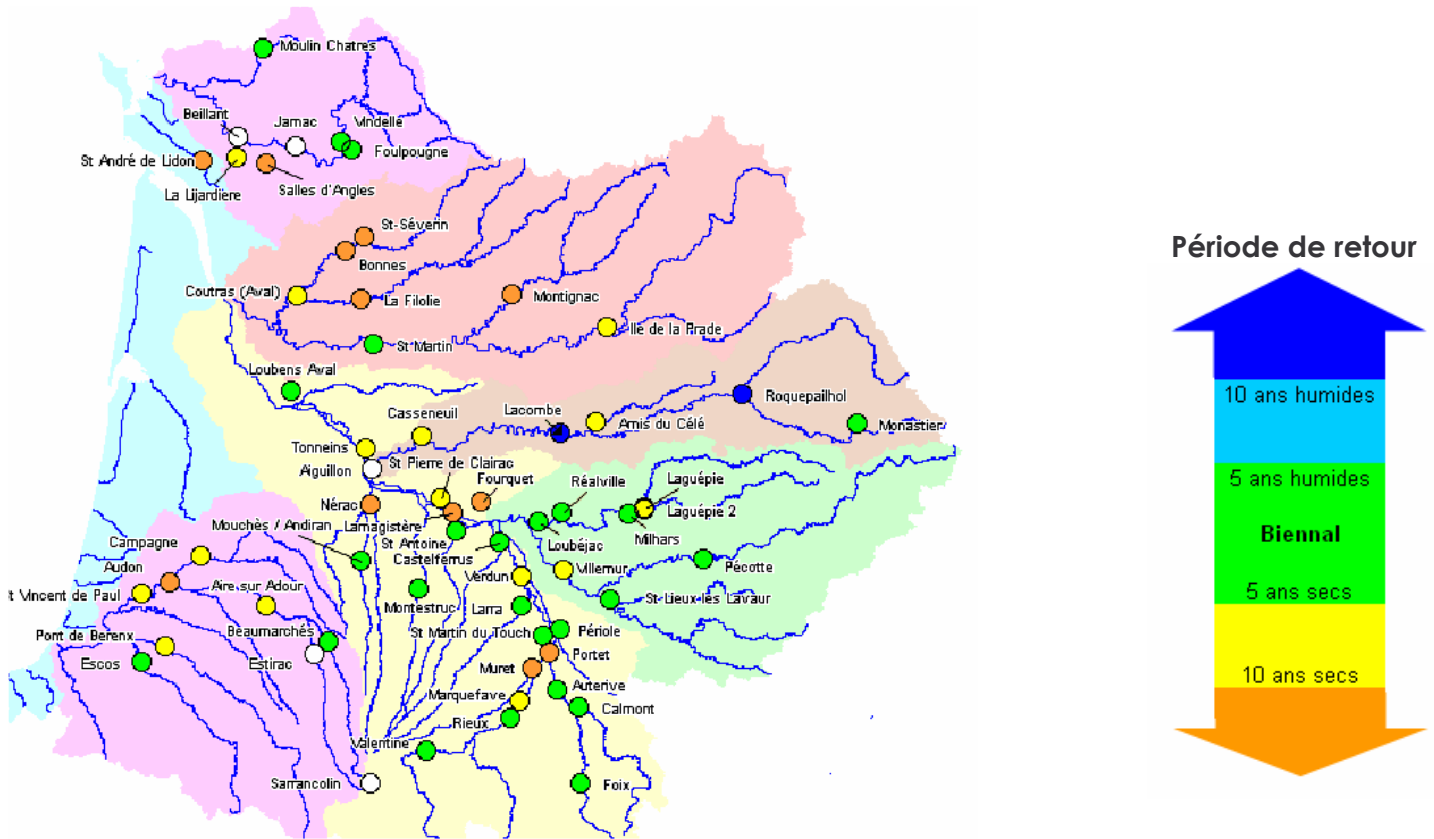 Moulin Chatres
Beillant
Jarnac
Vindelle
St André de Lidon
Foulpougne
La Lijardière
Salles d'Angles
St-Séverin
Bonnes
Coutras (Aval)
La Filolie
Montignac
Ile de la Prade
St Martin
Loubens Aval
Casseneuil
Lacombe
Roquepailhol
Amis du Célé
Monastier
Tonneins
Aiguillon
St Pierre de Clairac
Fourquet
Réalville
Laguépie
Nérac
Lamagistère
Laguépie 2
Mouchès / Andiran
St Antoine
Loubéjac
Milhars
Castelferrus
Campagne
Audon
Aire sur Adour
Verdun
Villemur
Pécotte
t Vincent de Paul
Montestruc
Larra
St Lieux lès Lavaur
Pont de Berenx
Beaumarchés
St Martin du Touch
Périole
Escos
Estirac
Muret
Portet
Marquefave
Auterive
Calmont
Rieux
Valentine
Sarrancolin
Foix
Période de retour
10 ans humides
5 ans humides
Biennal
5 ans secs
10 ans secs